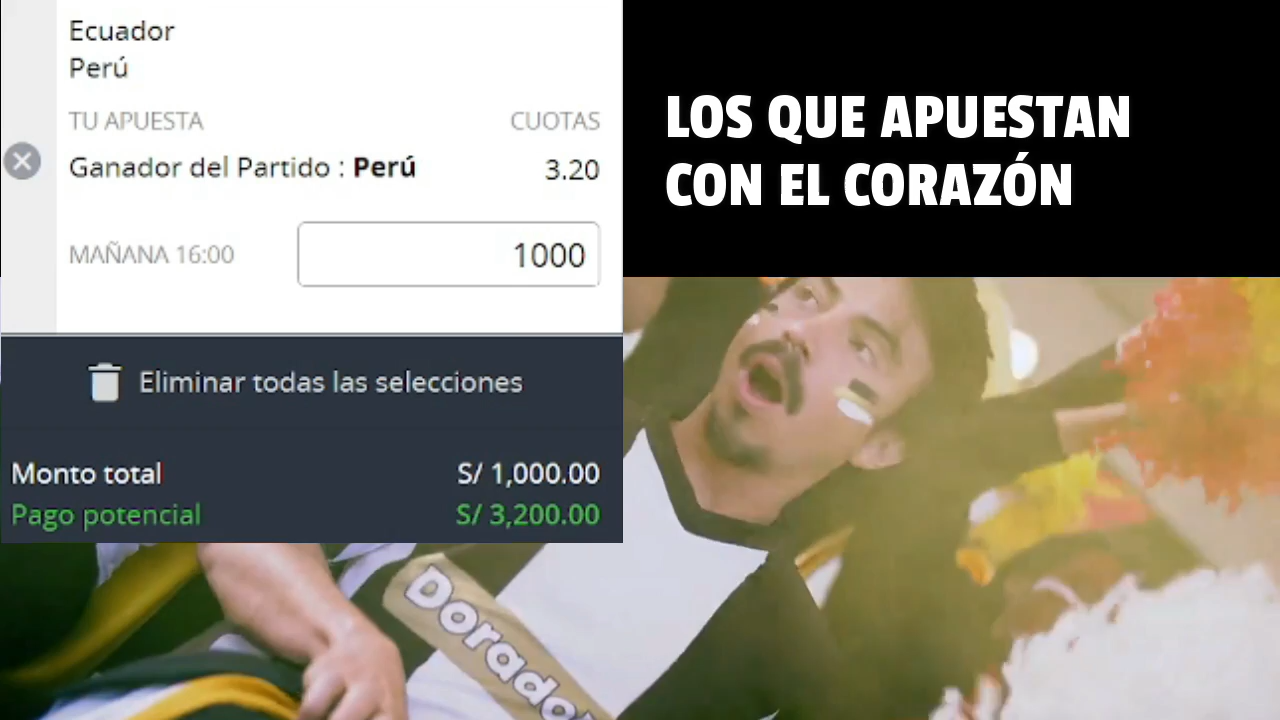 Ecuador
Perú
TU APUESTA CUOTAS
Ganador del Partido : Perú 3.20
MAÑANA 16:00 1000
Eliminar todas las selecciones
Monto total S/ 1,000.00
Pago potencial S/ 3,200.00
LOS QUE APUESTAN
CON EL CORAZÓN
Dorado